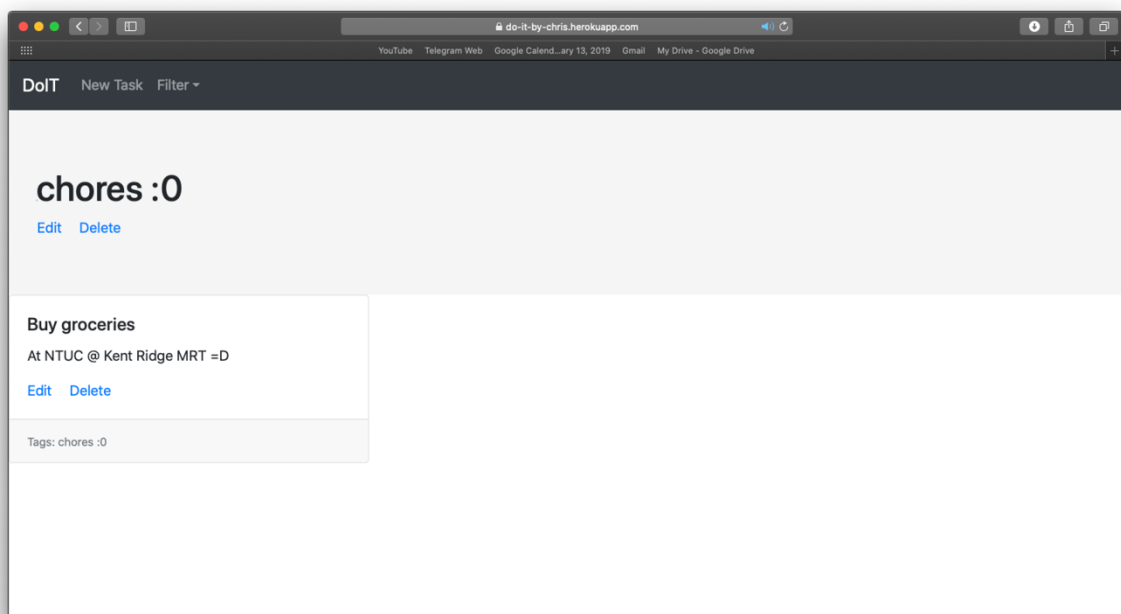 do-it-by-chris.herokuapp.com
YouTube Telegram Web Google Calend...ary 13, 2019 Gmail My Drive - Google Drive
DoIT New Task Filter
chores :0
Edit Delete
Buy groceries
At NTUC @ Kent Ridge MRT =D
Edit Delete
Tags: chores :0